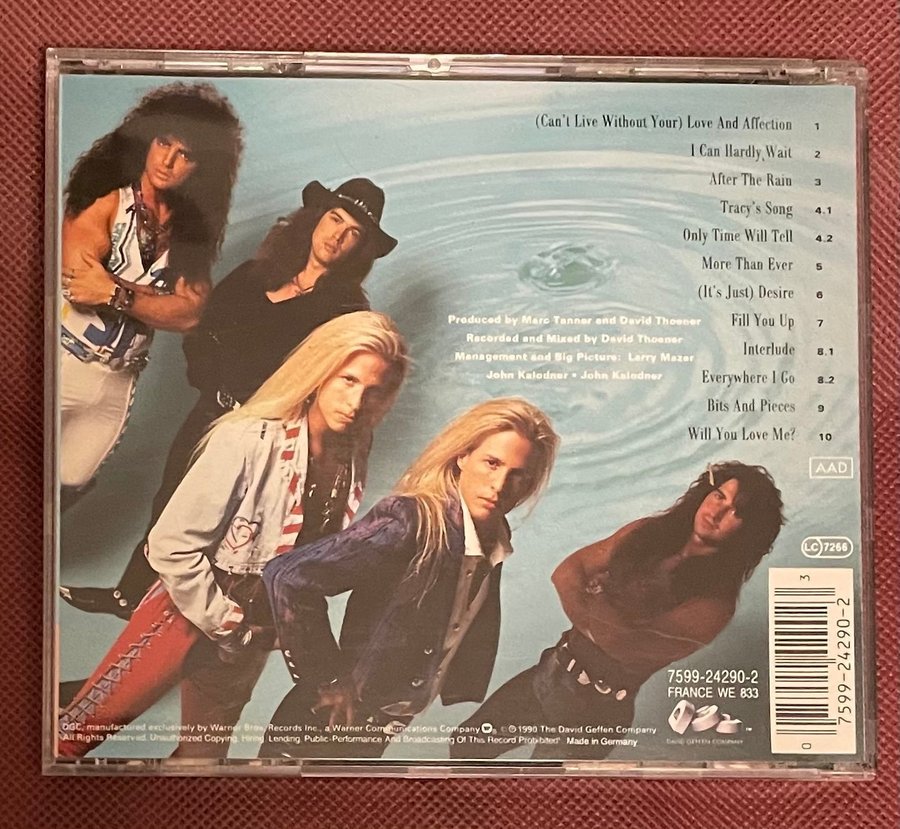 (Can't Live Without Your) Love And Affection 1
I Can Hardly Wait 2
After The Rain 3
Tracy's Song 4.1
Only Time Will Tell 4.2
More Than Ever 5
(It's Just) Desire 6
Fill You Up 7
Interlude 8.1
Everywhere I Go 8.2
Bits And Pieces 9
Will You Love Me? 10
Produced by Marc Tanner and David Thoener
Recorded and Mixed by David Thoener
Management and Big Picture: Larry Mazer
John Kalodner • John Kalodner
AAD
LC 7266
7599-24290-2
FRANCE WE 833
DGC
DAVID GEFFEN COMPANY
3
7599-24290-2
0
DGC, manufactured exclusively by Warner Bros. Records Inc., a Warner Communications Company ℗ © 1990 The David Geffen Company
All Rights Reserved. Unauthorized Copying, Hiring, Lending, Public-Performance And Broadcasting Of This Record Prohibited. Made in Germany